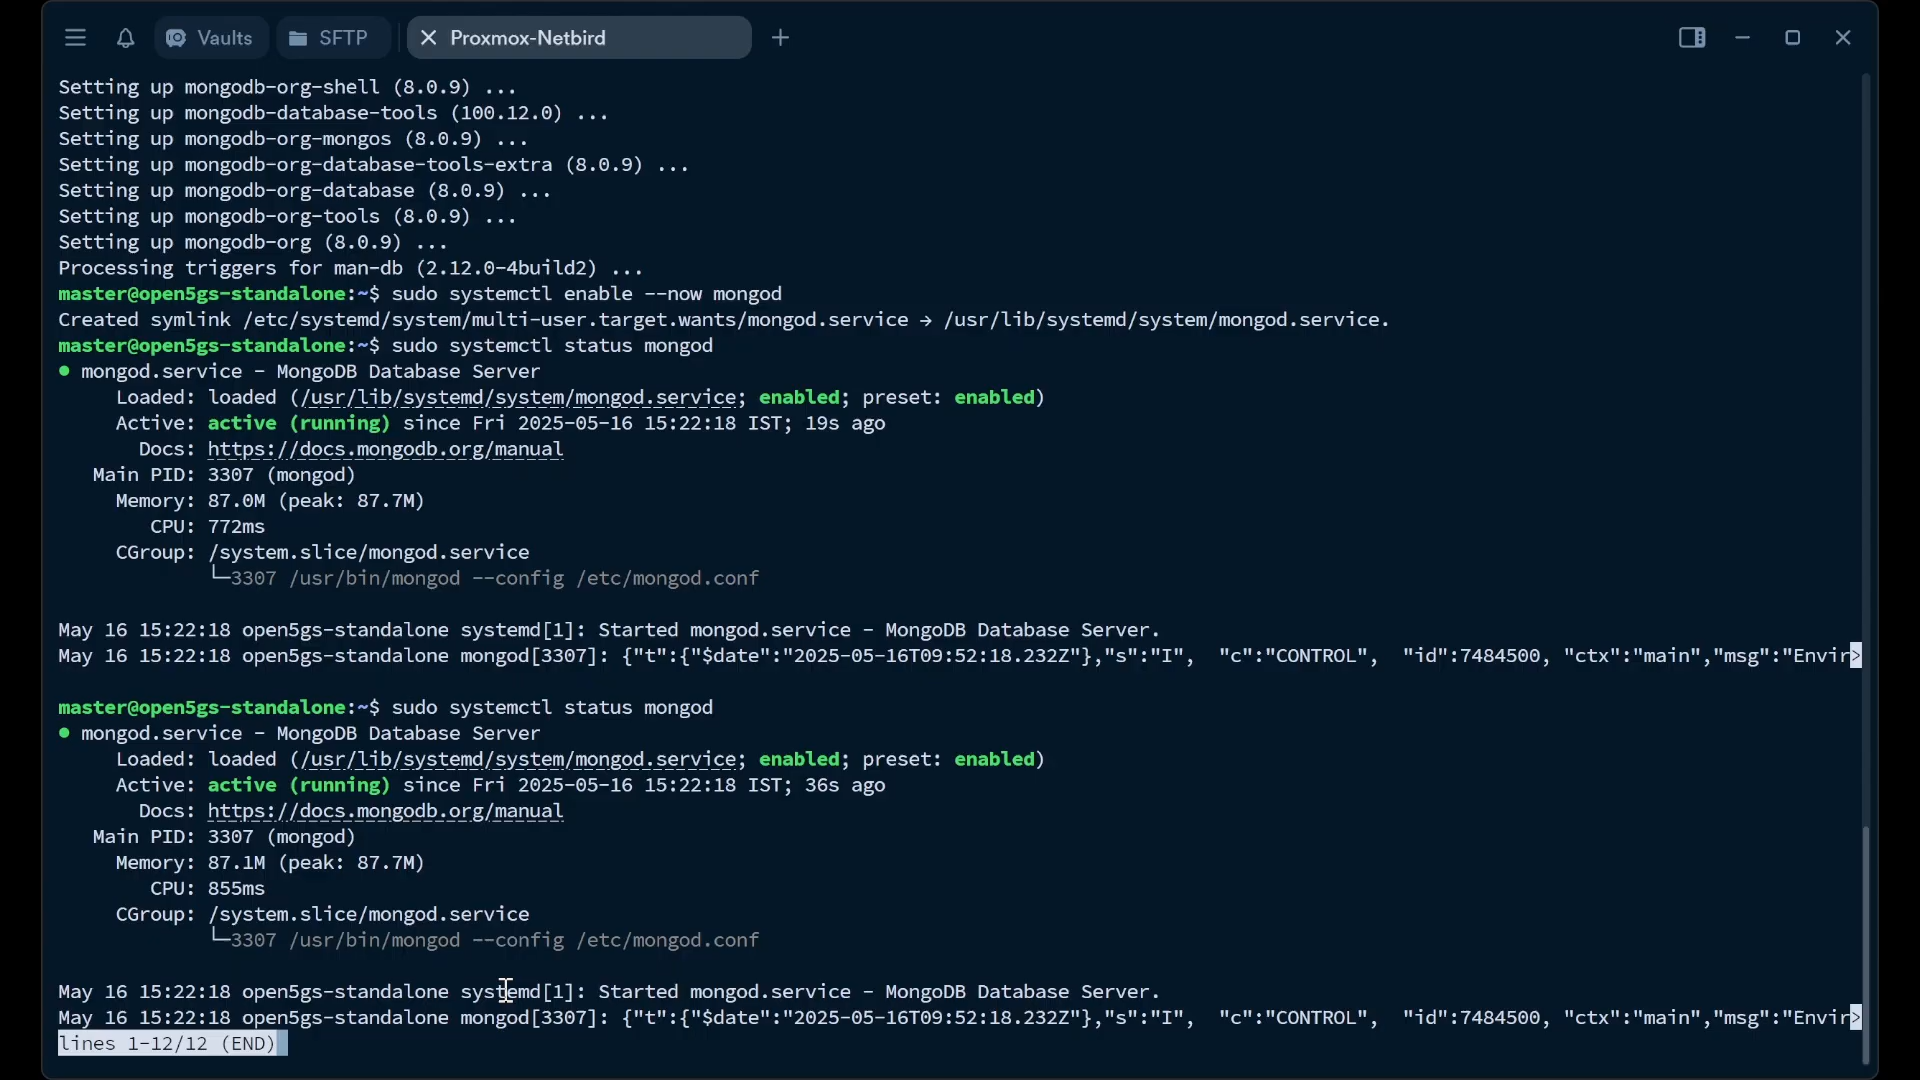 Vaults SFTP Proxmox-Netbird
Setting up mongodb-org-shell (8.0.9) ...
Setting up mongodb-database-tools (100.12.0) ...
Setting up mongodb-org-mongos (8.0.9) ...
Setting up mongodb-org-database-tools-extra (8.0.9) ...
Setting up mongodb-org-database (8.0.9) ...
Setting up mongodb-org-tools (8.0.9) ...
Setting up mongodb-org (8.0.9) ...
Processing triggers for man-db (2.12.0-4build2) ...
master@open5gs-standalone:~$ sudo systemctl enable --now mongod
Created symlink /etc/systemd/system/multi-user.target.wants/mongod.service → /usr/lib/systemd/system/mongod.service.
master@open5gs-standalone:~$ sudo systemctl status mongod
● mongod.service - MongoDB Database Server
Loaded: loaded (/usr/lib/systemd/system/mongod.service; enabled; preset: enabled)
Active: active (running) since Fri 2025-05-16 15:22:18 IST; 19s ago
Docs: https://docs.mongodb.org/manual
Main PID: 3307 (mongod)
Memory: 87.0M (peak: 87.7M)
CPU: 772ms
CGroup: /system.slice/mongod.service
└─3307 /usr/bin/mongod --config /etc/mongod.conf
May 16 15:22:18 open5gs-standalone systemd[1]: Started mongod.service - MongoDB Database Server.
May 16 15:22:18 open5gs-standalone mongod[3307]: {"t":{"$date":"2025-05-16T09:52:18.232Z"},"s":"I",  "c":"CONTROL",  "id":7484500, "ctx":"main","msg":"Envir>
master@open5gs-standalone:~$ sudo systemctl status mongod
● mongod.service - MongoDB Database Server
Loaded: loaded (/usr/lib/systemd/system/mongod.service; enabled; preset: enabled)
Active: active (running) since Fri 2025-05-16 15:22:18 IST; 36s ago
Docs: https://docs.mongodb.org/manual
Main PID: 3307 (mongod)
Memory: 87.1M (peak: 87.7M)
CPU: 855ms
CGroup: /system.slice/mongod.service
└─3307 /usr/bin/mongod --config /etc/mongod.conf
May 16 15:22:18 open5gs-standalone systemd[1]: Started mongod.service - MongoDB Database Server.
May 16 15:22:18 open5gs-standalone mongod[3307]: {"t":{"$date":"2025-05-16T09:52:18.232Z"},"s":"I",  "c":"CONTROL",  "id":7484500, "ctx":"main","msg":"Envir>
lines 1-12/12 (END)